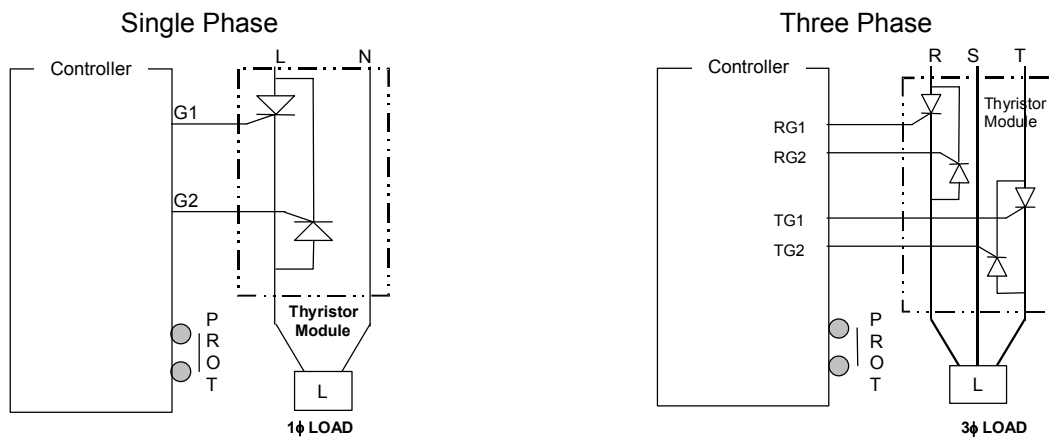 Single Phase
L N
Controller
G1
G2
Thyristor
Module
P
R
O
T
L
1ϕ LOAD
Three Phase
R S T
Controller
Thyristor
Module
RG1
RG2
TG1
TG2
P
R
O
T
L
3ϕ LOAD